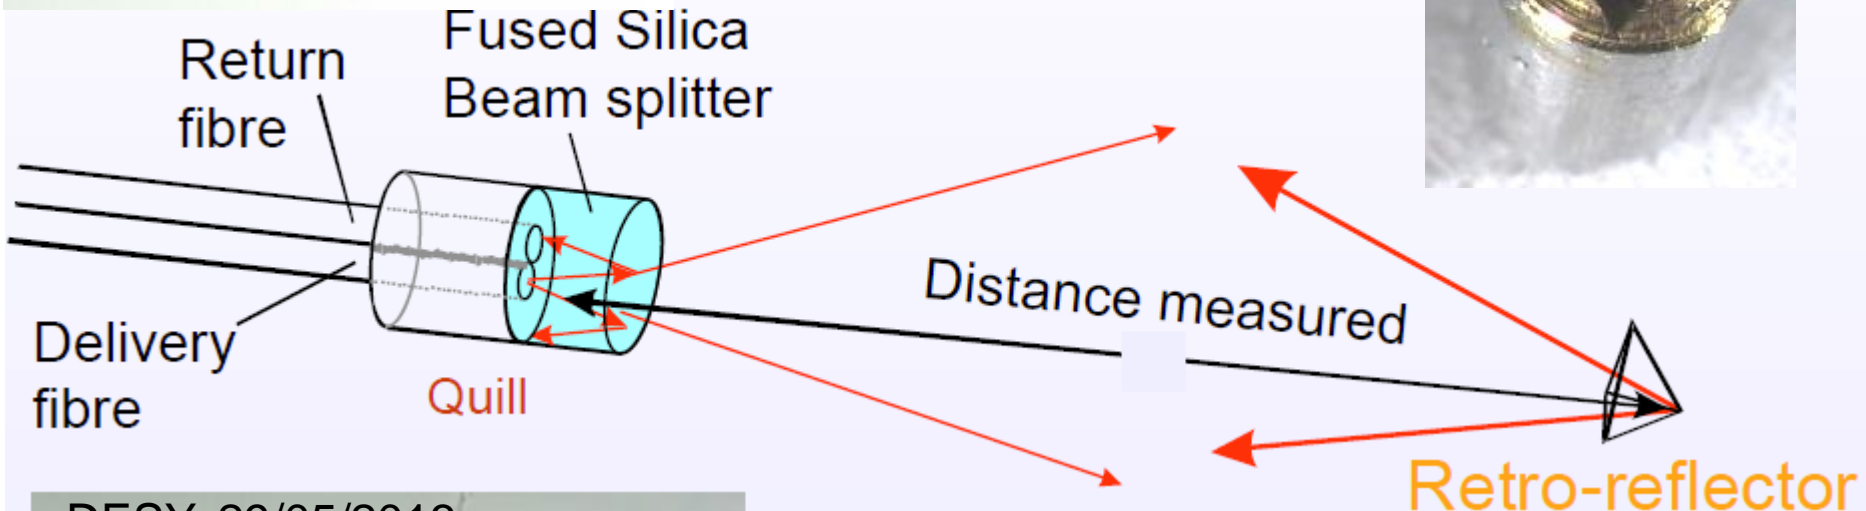 Fused Silica
Beam splitter
Return
fibre
Distance measured
Delivery
fibre
Quill
Retro-reflector